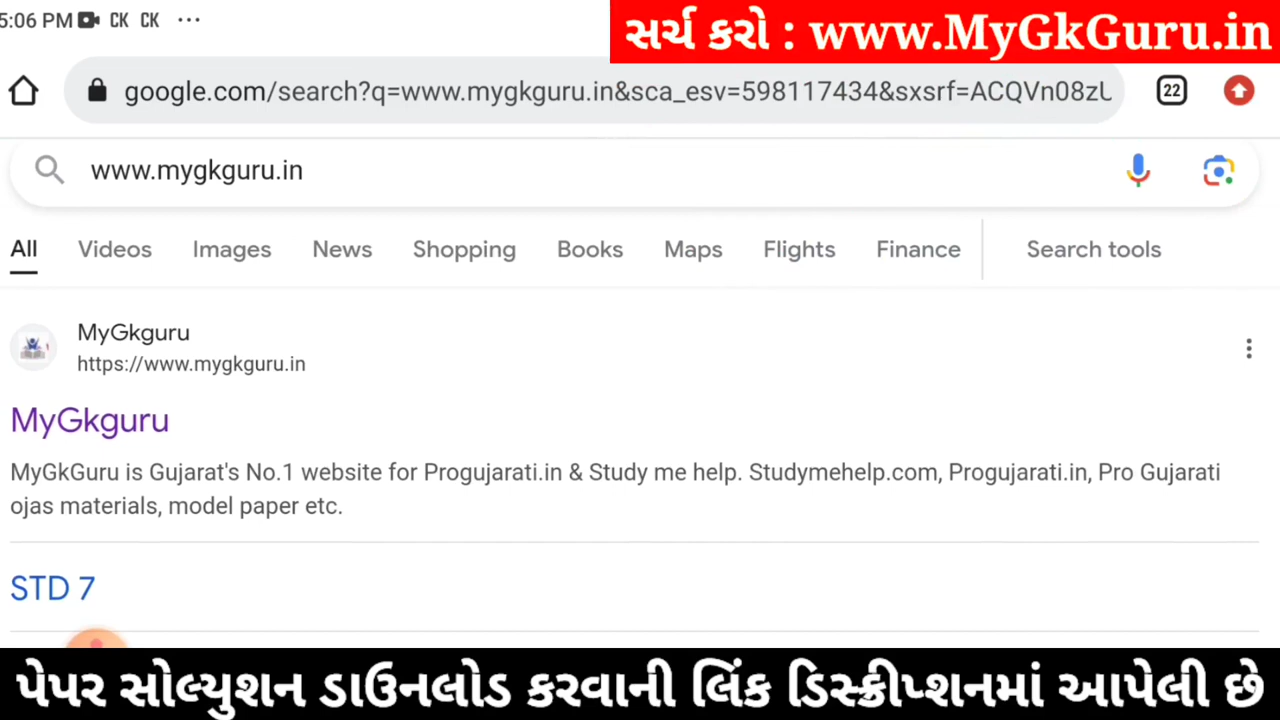 5:06 PM CK CK ...
સર્ચ કરો : www.MyGkGuru.in
google.com/search?q=www.mygkguru.in&sca_esv=598117434&sxsrf=ACQVn08zU
22
www.mygkguru.in
All Videos Images News Shopping Books Maps Flights Finance Search tools
MyGkguru
https://www.mygkguru.in
MyGkguru
MyGkGuru is Gujarat's No.1 website for Progujarati.in & Study me help. Studymehelp.com, Progujarati.in, Pro Gujarati
ojas materials, model paper etc.
STD 7
પેપર સોલ્યુશન ડાઉનલોડ કરવાની લિંક ડિસ્ક્રીપ્શનમાં આપેલી છે